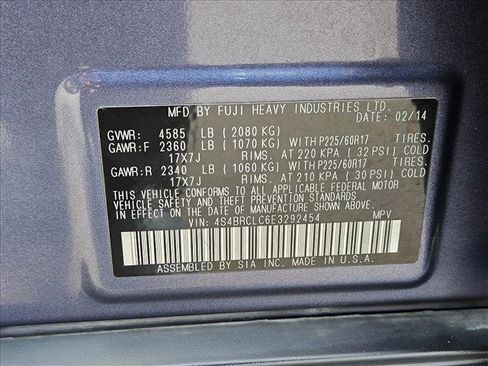 MFD BY FUJI HEAVY INDUSTRIES LTD.
DATE: 02/14
GVWR: 4585 LB (2080 KG)
GAWR:F 2360 LB (1070 KG) WITH P225/60R17 TIRES.
17X7J RIMS. AT 220 KPA ( 32 PSI) COLD
GAWR:R 2340 LB (1060 KG) WITH P225/60R17 TIRES.
17X7J RIMS. AT 210 KPA ( 30 PSI) COLD
THIS VEHICLE CONFORMS TO ALL APPLICABLE FEDERAL MOTOR
VEHICLE SAFETY AND THEFT PREVENTION STANDARDS
IN EFFECT ON THE DATE OF MANUFACTURE SHOWN ABOVE.
VIN: 4S4BRCLC6E3292454 MPV
ASSEMBLED BY SIA INC. MADE IN U.S.A.